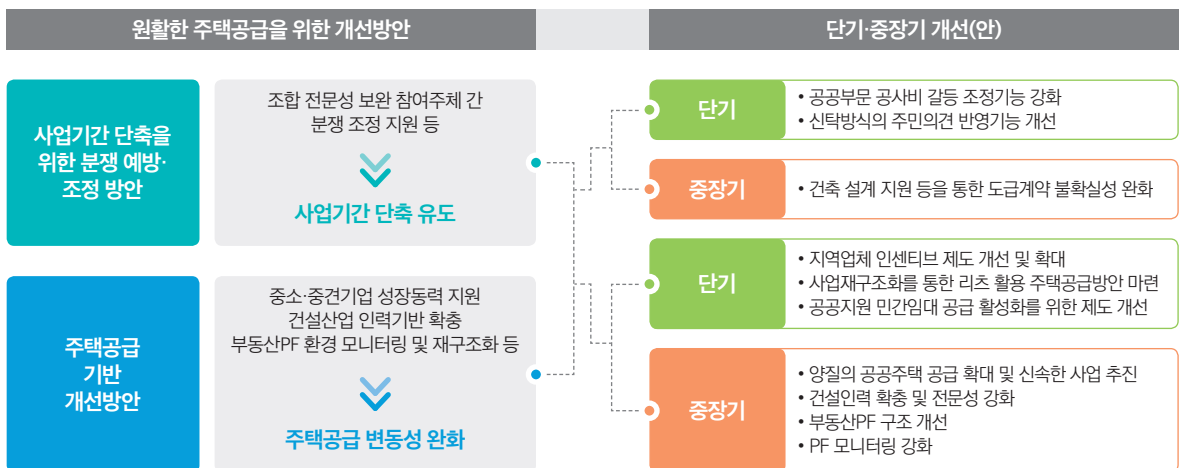 원활한 주택공급을 위한 개선방안
단기·중장기 개선(안)
사업기간 단축을
위한 분쟁 예방·
조정 방안
조합 전문성 보완 참여주체 간
분쟁 조정 지원 등
사업기간 단축 유도
단기
• 공공부문 공사비 갈등 조정기능 강화
• 신탁방식의 주민의견 반영기능 개선
중장기
• 건축 설계 지원 등을 통한 도급계약 불확실성 완화
주택공급
기반
개선방안
중소·중견기업 성장동력 지원
건설산업 인력기반 확충
부동산PF 환경 모니터링 및 재구조화 등
주택공급 변동성 완화
단기
• 지역업체 인센티브 제도 개선 및 확대
• 사업재구조화를 통한 리츠 활용 주택공급방안 마련
• 공공지원 민간임대 공급 활성화를 위한 제도 개선
중장기
• 양질의 공공주택 공급 확대 및 신속한 사업 추진
• 건설인력 확충 및 전문성 강화
• 부동산PF 구조 개선
• PF 모니터링 강화